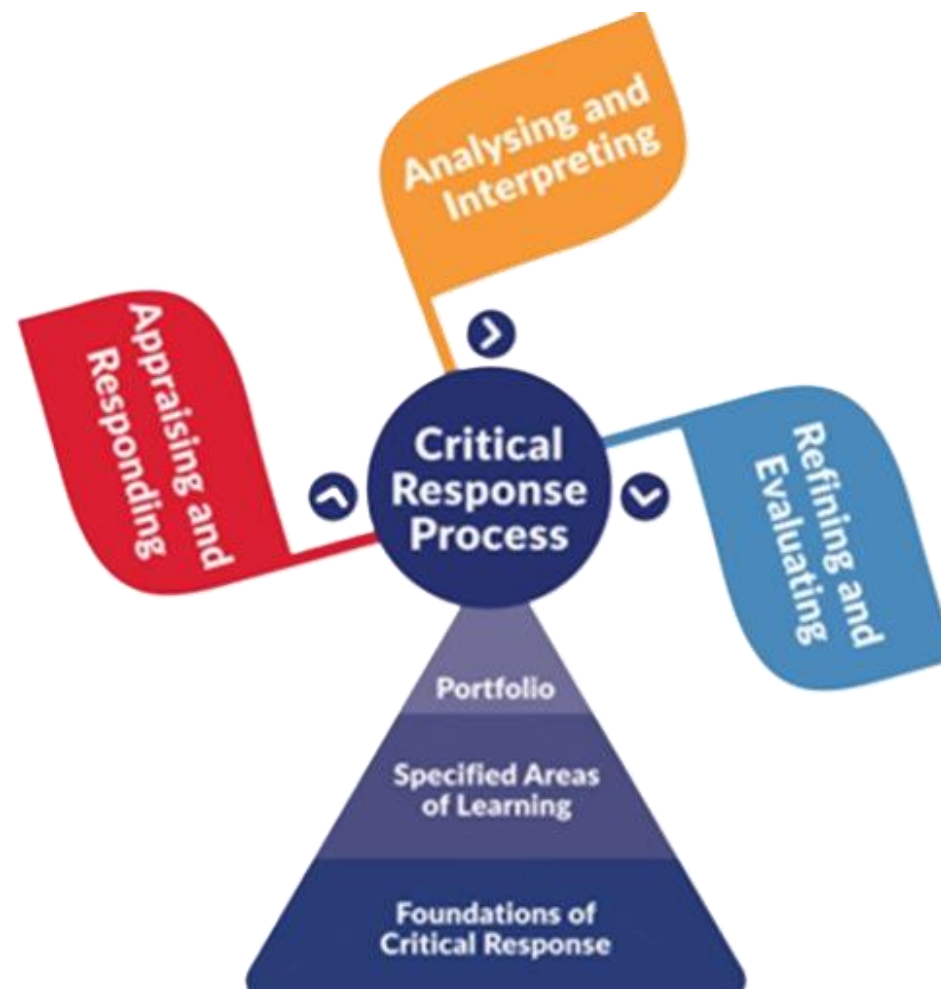 Analysing and
Interpreting
Appraising and
Responding
Critical
Response
Process
Refining and
Evaluating
Portfolio
Specified Areas
of Learning
Foundations of
Critical Response